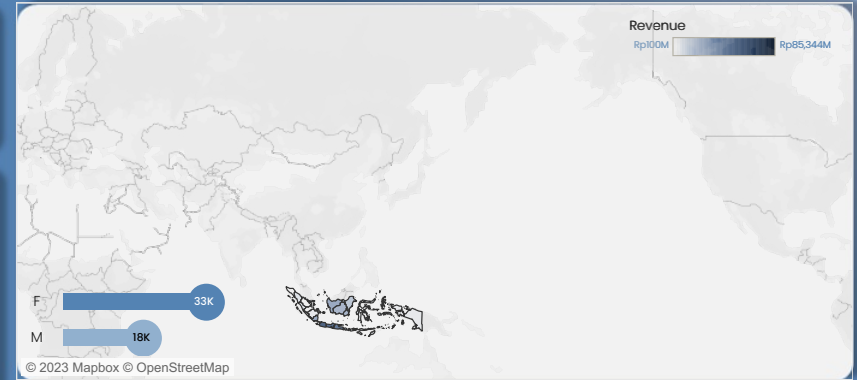 Revenue
Rp100M Rp85,344M
F 33K
M 18K
© 2023 Mapbox © OpenStreetMap